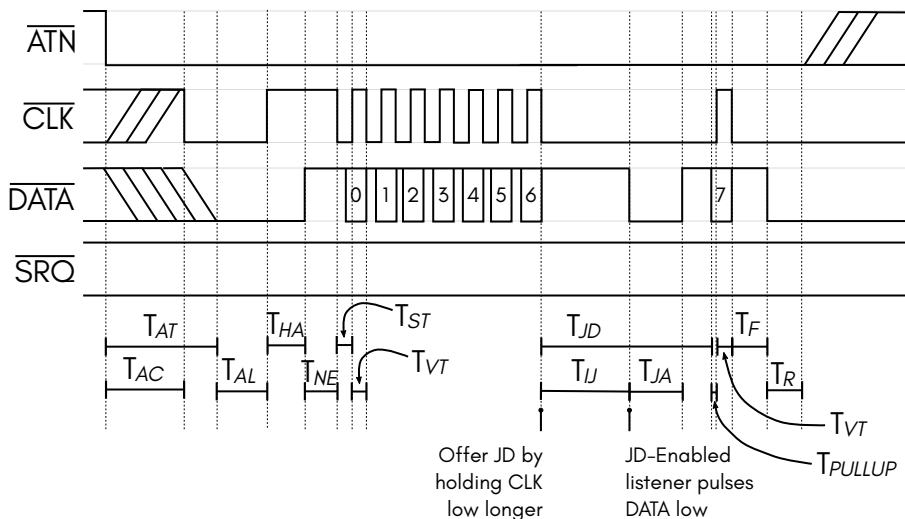 ATN
CLK
DATA
0 1 2 3 4 5 6 7
SRQ
TAT THA TST TJD TF
TAC TAL TNE TVT TIJ TJA TR
TVT
TPULLUP
Offer JD by
holding CLK
low longer
JD-Enabled
listener pulses
DATA low